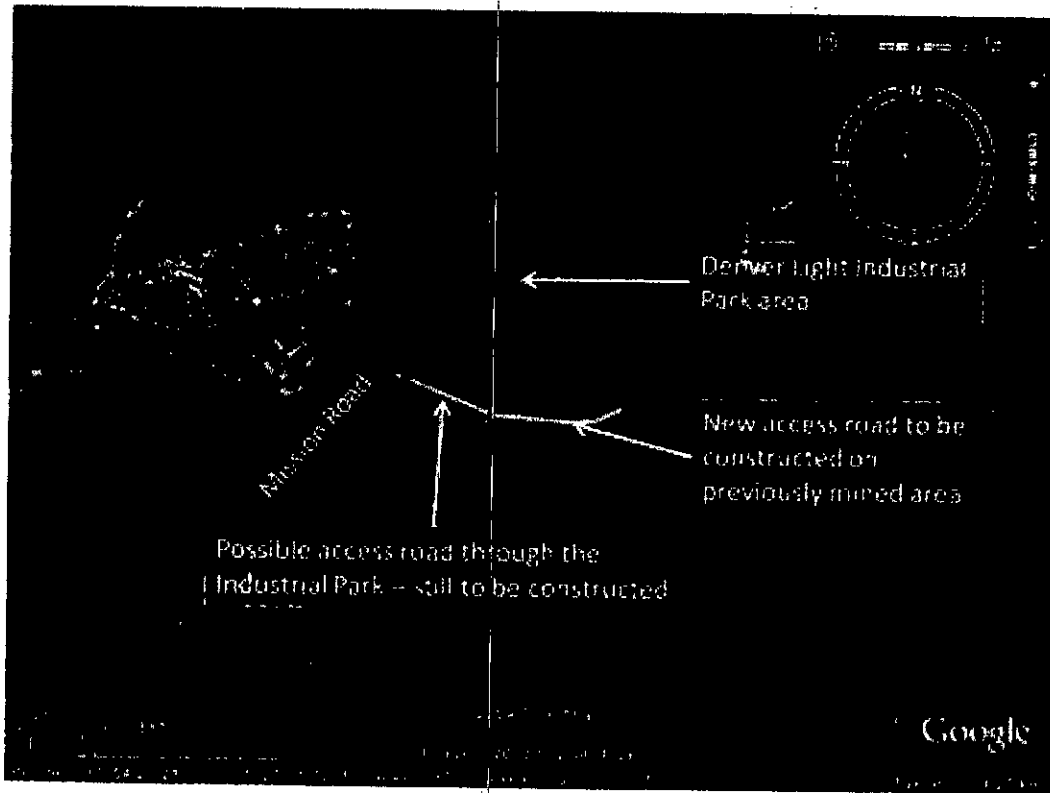 N
Denver Light Industrial
Park area
Mission Road
New access road to be
constructed on
previously mined area
Possible access road through the
Industrial Park – still to be constructed
Google